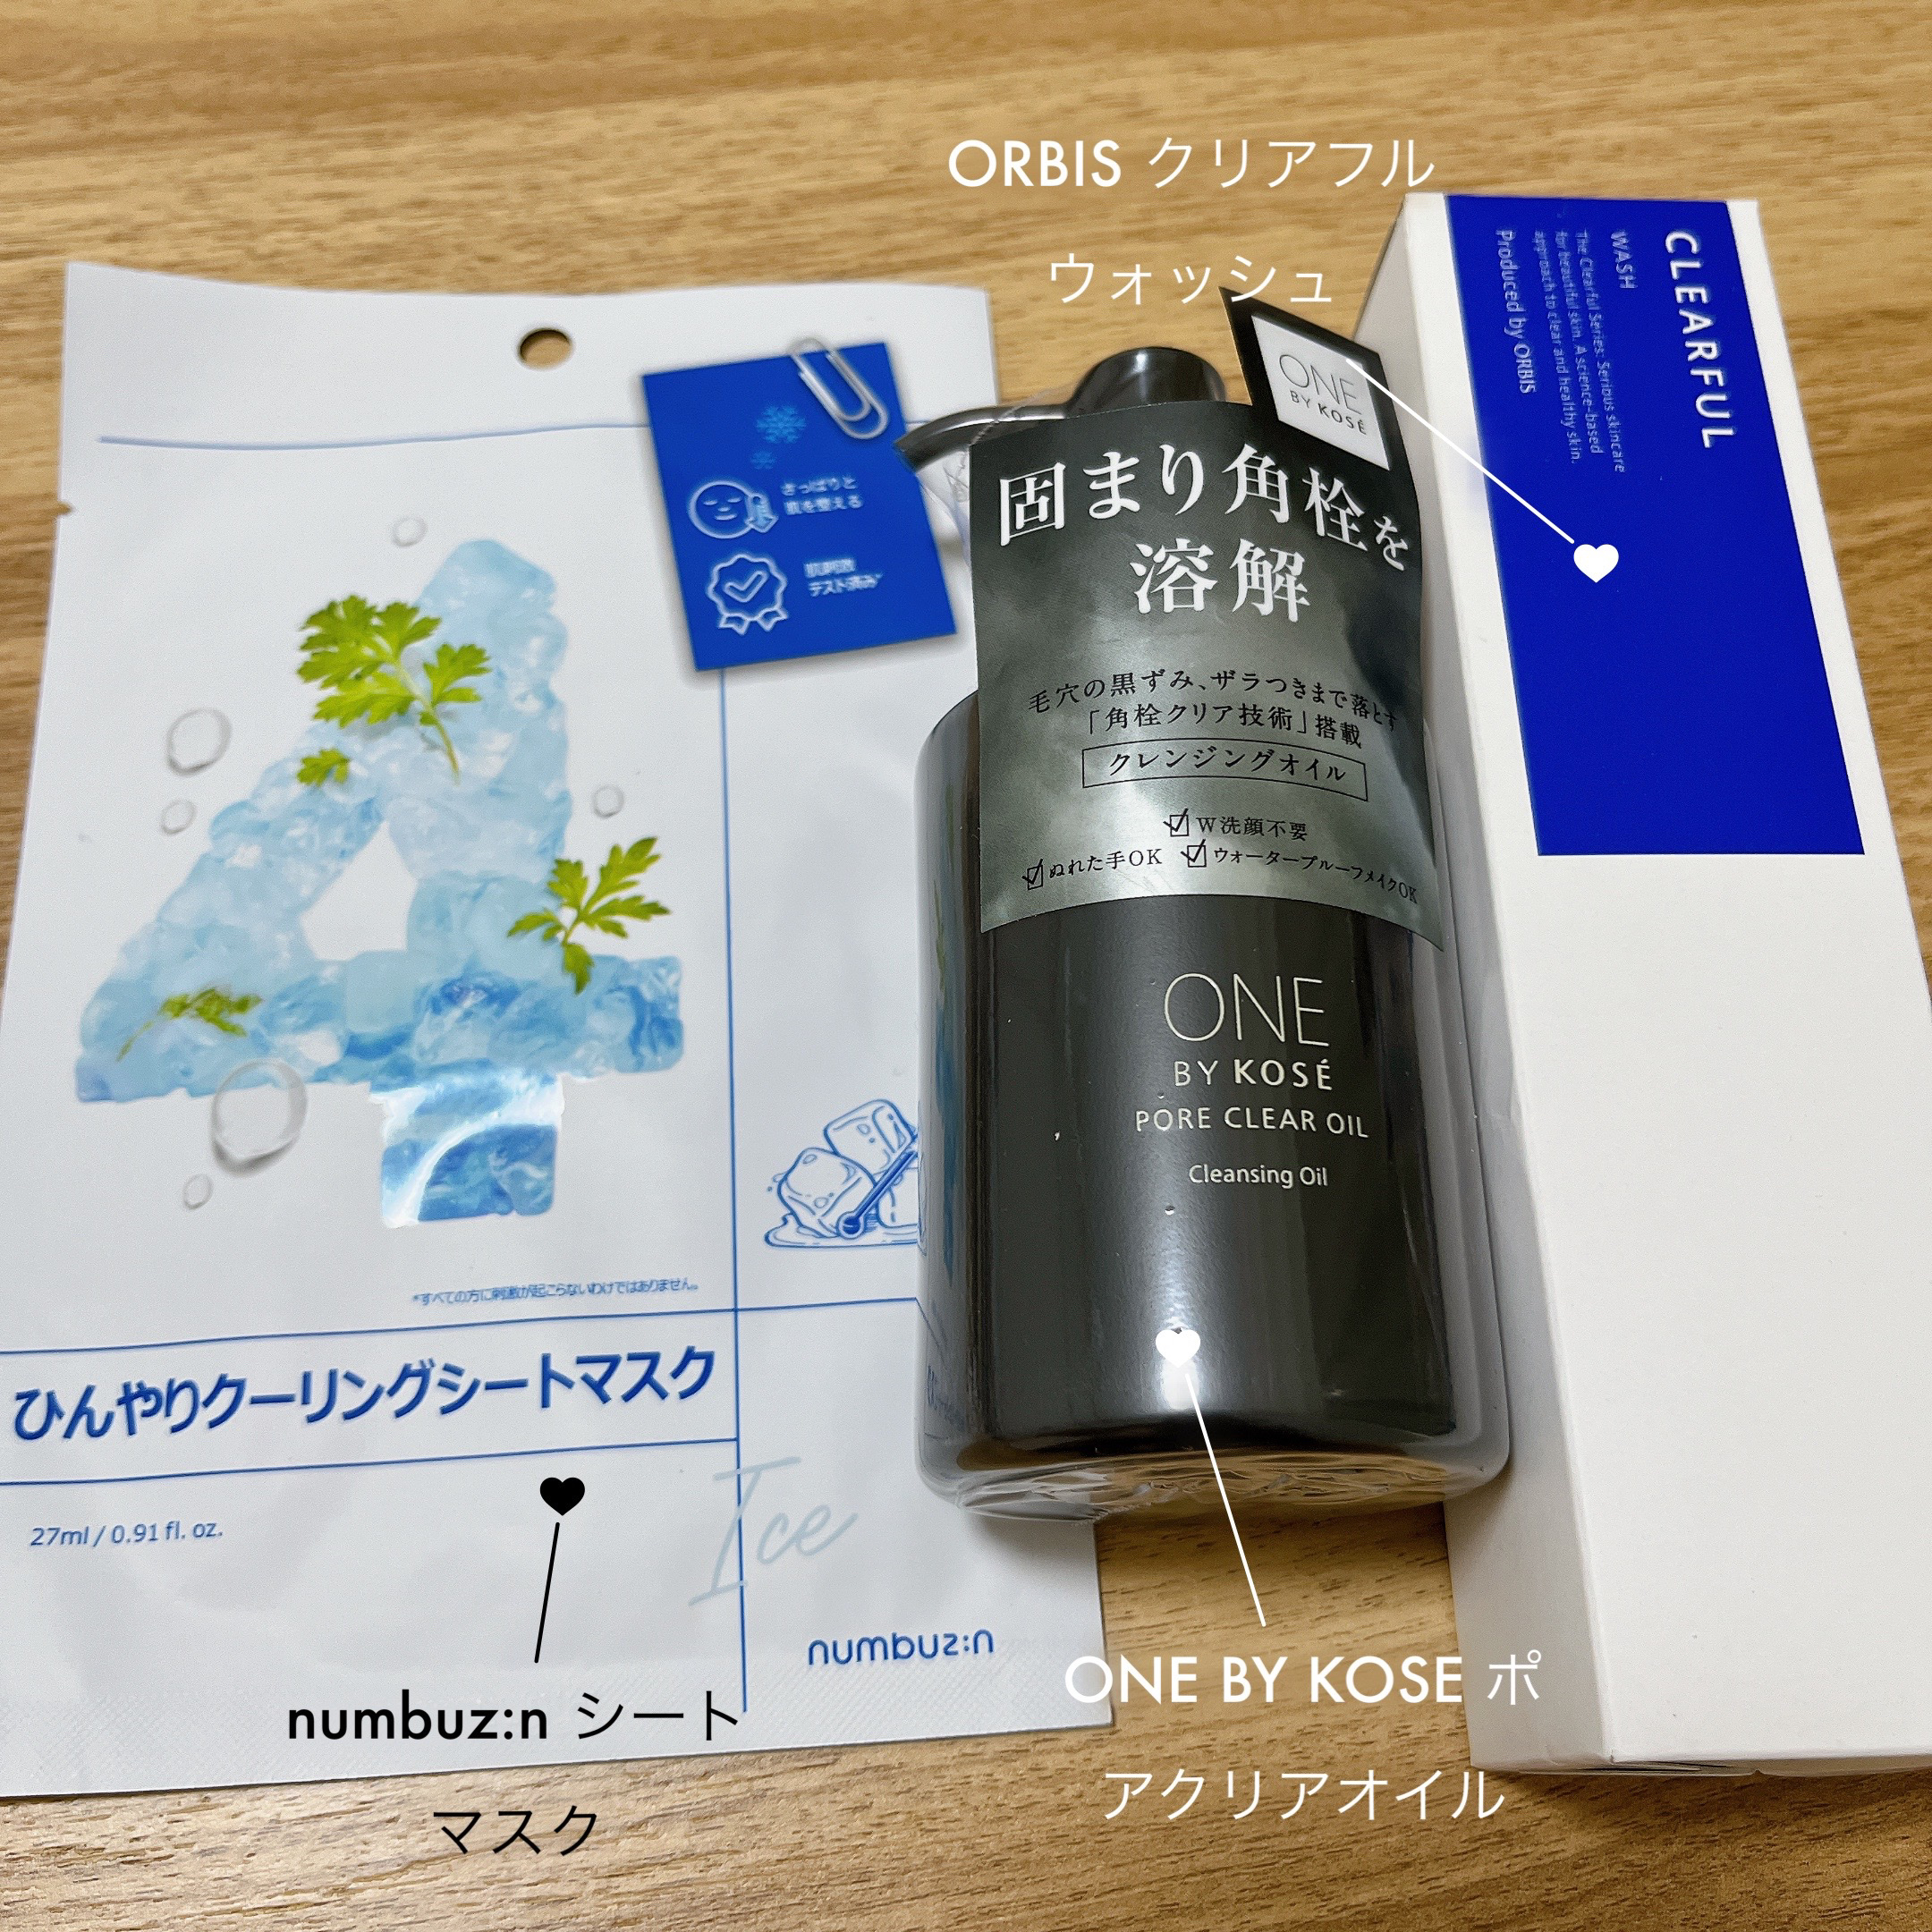 ORBIS クリアフル
ウォッシュ
CLEARFUL
WASH
The Clearful Series: Serious skincare
for beautiful skin. A science-based
approach to clear and healthy skin.
Produced by ORBIS
さっぱりと
肌を整える
肌刺激
テスト済み*
ONE
BY KOSÉ
固まり角栓を
溶解
毛穴の黒ずみ、ザラつきまで落とす
「角栓クリア技術」搭載
クレンジングオイル
W洗顔不要
ぬれた手OK ウォータープルーフメイクOK
ONE
BY KOSÉ
PORE CLEAR OIL
Cleansing Oil
*すべての方に刺激が起こらないわけではありません。
ひんやりクーリングシートマスク
27ml / 0.91 fl. oz.
Ice
numbuz:n
numbuz:n シート
マスク
ONE BY KOSE ポ
アクリアオイル